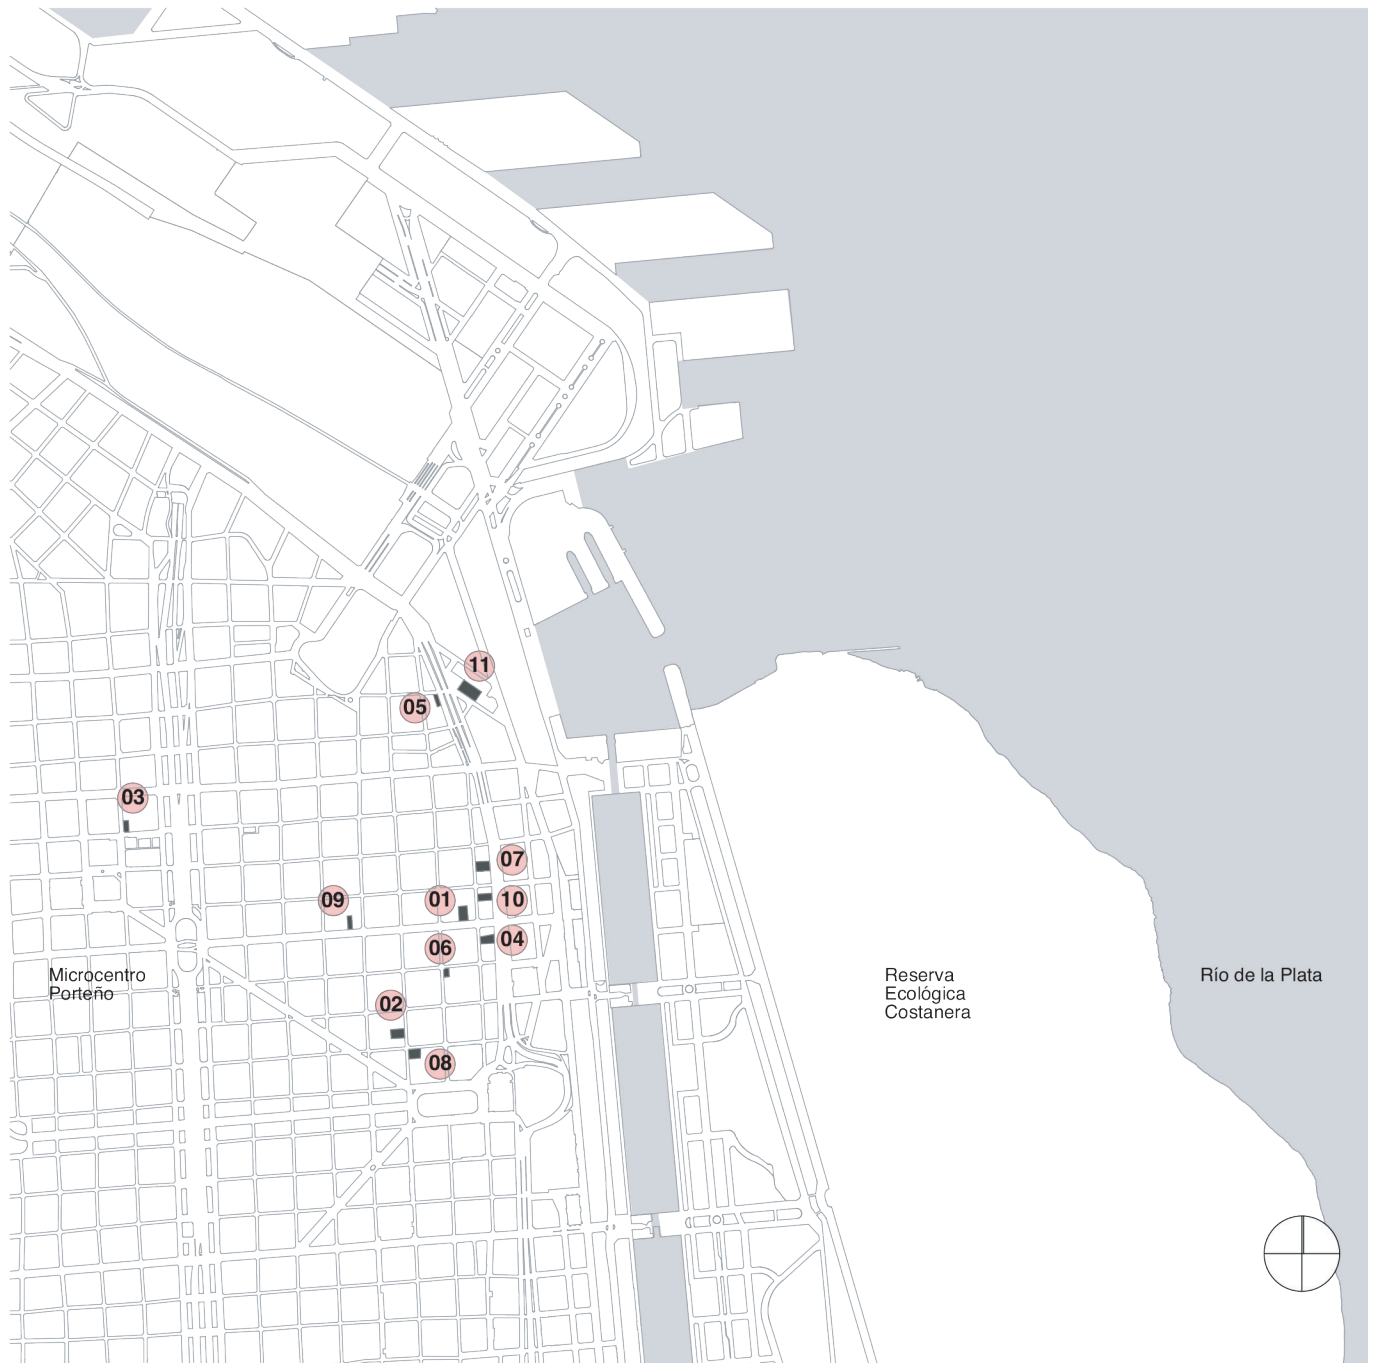 11
05
03
07
09
01
10
06
04
Microcentro
Porteño
Reserva
Ecológica
Costanera
Río de la Plata
02
08